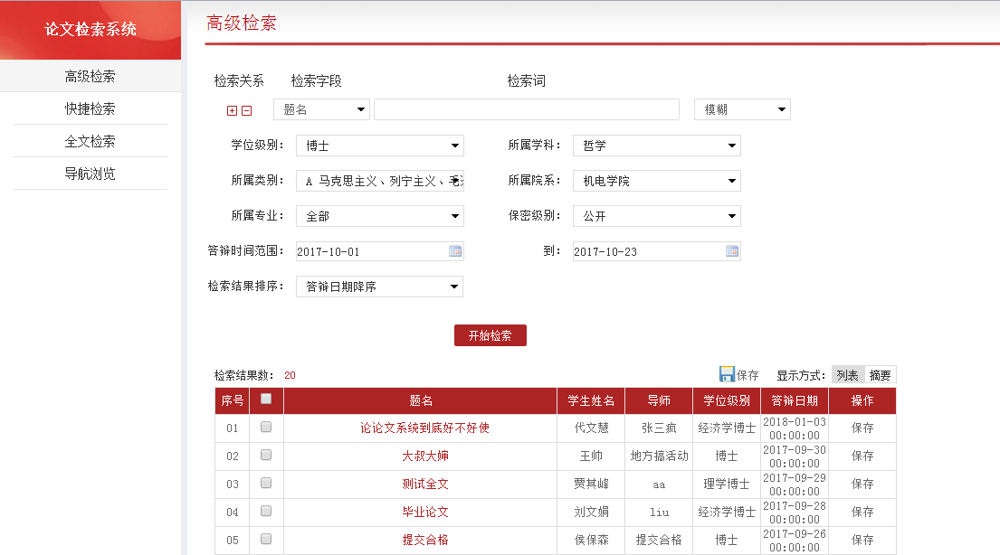 论文检索系统
高级检索
快捷检索
全文检索
导航浏览
高级检索
检索关系 检索字段 检索词
题名 模糊
学位级别： 博士 所属学科： 哲学
所属类别： A 马克思主义、列宁主义、 所属院系： 机电学院
所属专业： 全部 保密级别： 公开
答辩时间范围： 2017-10-01 到： 2017-10-23
检索结果排序： 答辩日期降序
开始检索
检索结果数： 20 保存 显示方式： 列表 摘要
序号 题名 学生姓名 导师 学位级别 答辩日期 操作
01 论论文系统到底好不好使 代文慧 张三疯 经济学博士 2018-01-03 00:00:00 保存
02 大叔大婶 王帅 地方搞活动 博士 2017-09-30 00:00:00 保存
03 测试全文 贾其峰 aa 理学博士 2017-09-29 00:00:00 保存
04 毕业论文 刘文娟 liu 经济学博士 2017-09-28 00:00:00 保存
05 提交合格 侯保森 提交合格 博士 2017-09-26 00:00:00 保存